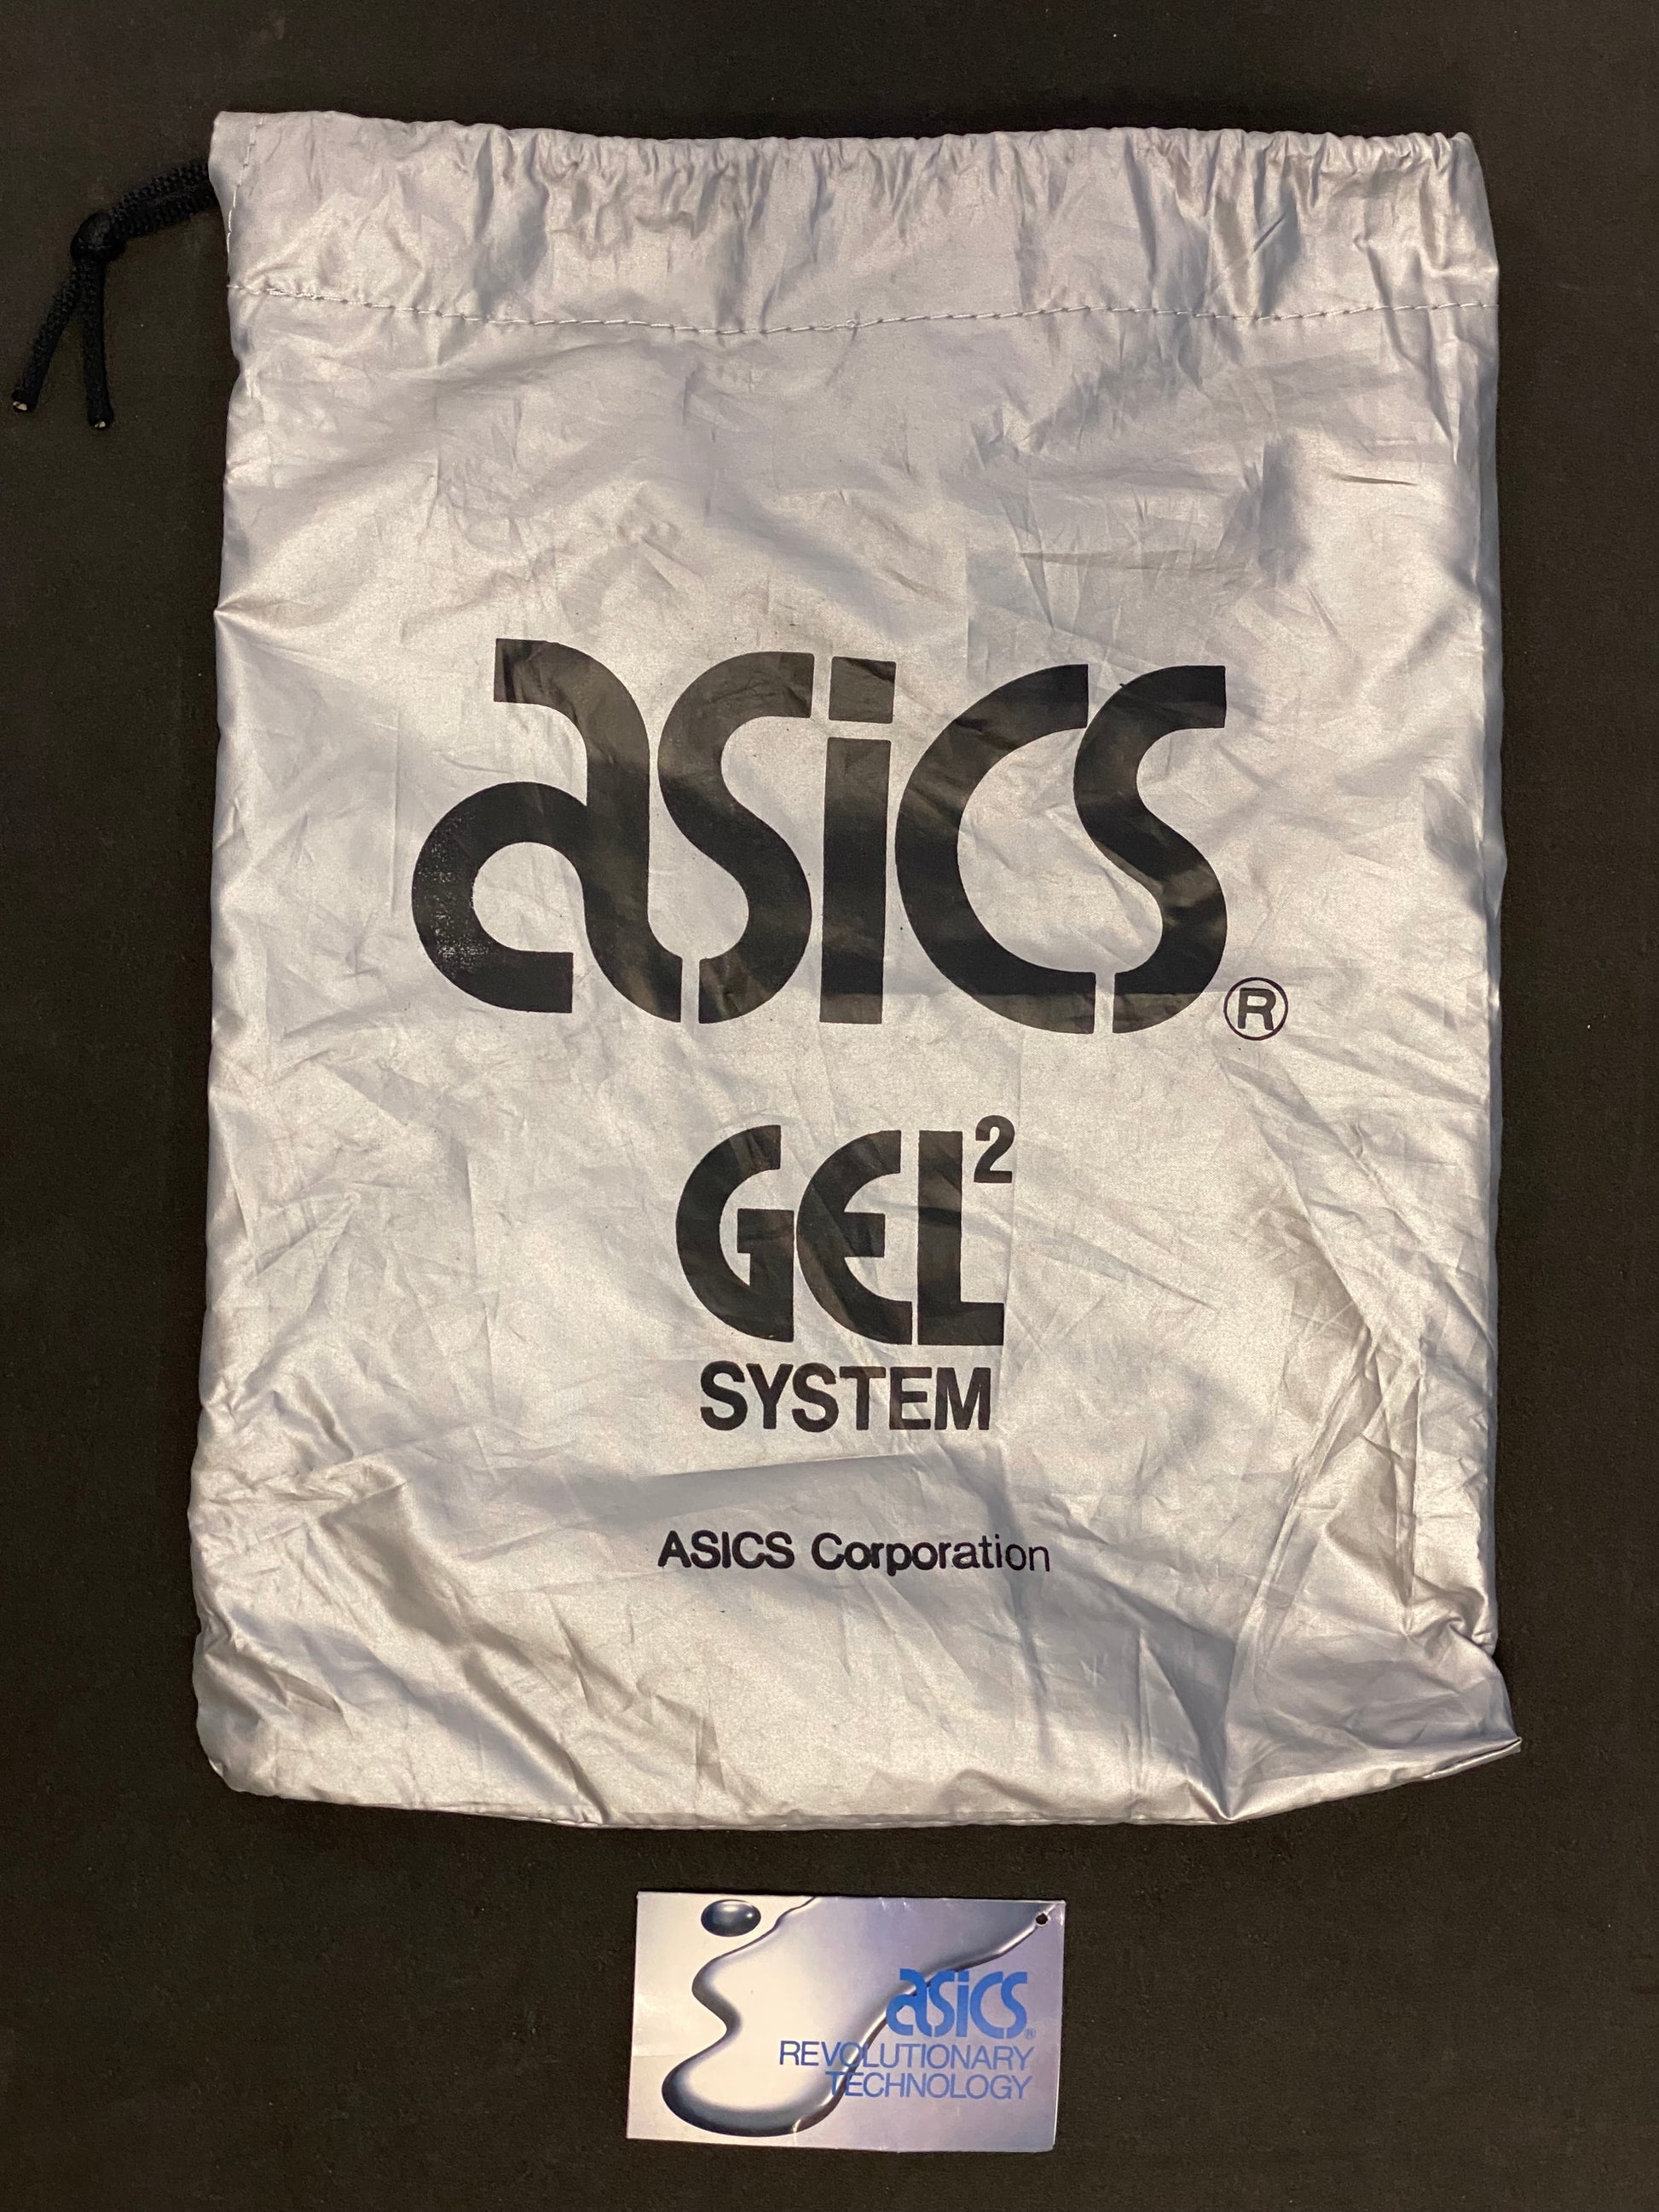 asics®
GEL²
SYSTEM
ASICS Corporation
asics®
REVOLUTIONARY
TECHNOLOGY